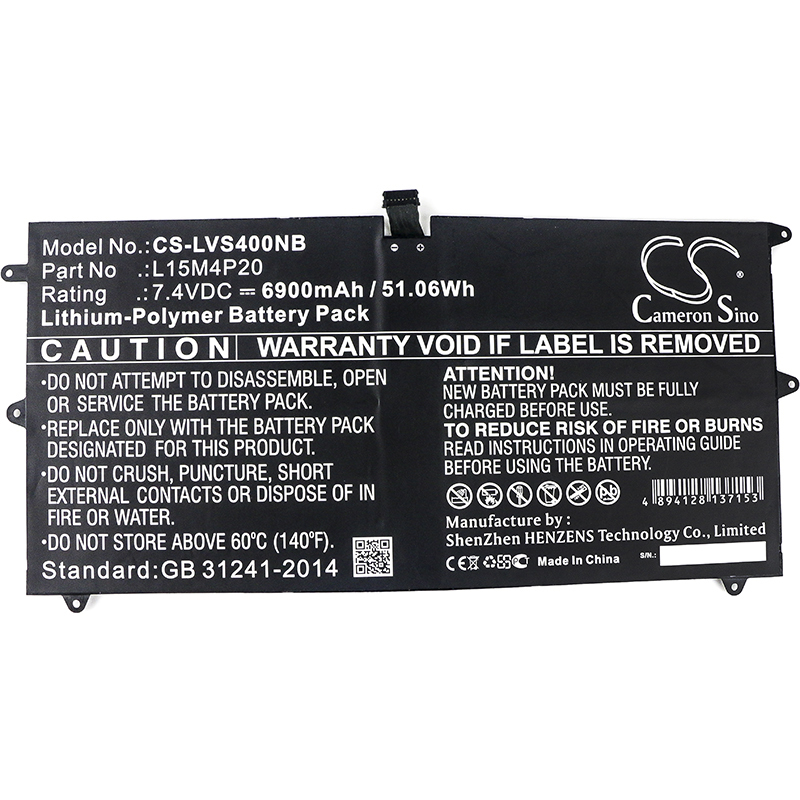 Model No.:CS-LVS400NB
Part No :L15M4P20
Rating :7.4VDC ⎓ 6900mAh / 51.06Wh
Lithium-Polymer Battery Pack
CS
Cameron Sino
CAUTION WARRANTY VOID IF LABEL IS REMOVED
•DO NOT ATTEMPT TO DISASSEMBLE, OPEN
OR SERVICE THE BATTERY PACK.
•REPLACE ONLY WITH THE BATTERY PACK
DESIGNATED FOR THIS PRODUCT.
•DO NOT CRUSH, PUNCTURE, SHORT
EXTERNAL CONTACTS OR DISPOSE OF IN
FIRE OR WATER.
•DO NOT STORE ABOVE 60ºC (140ºF).
Standard:GB 31241-2014
ATTENTION!
NEW BATTERY PACK MUST BE FULLY
CHARGED BEFORE USE.
TO REDUCE RISK OF FIRE OR BURNS
READ INSTRUCTIONS IN OPERATING GUIDE
BEFORE USING THE BATTERY.
4 894128 137153
Manufacture by :
ShenZhen HENZENS Technology Co., Limited
CE Made In China
S/N.: